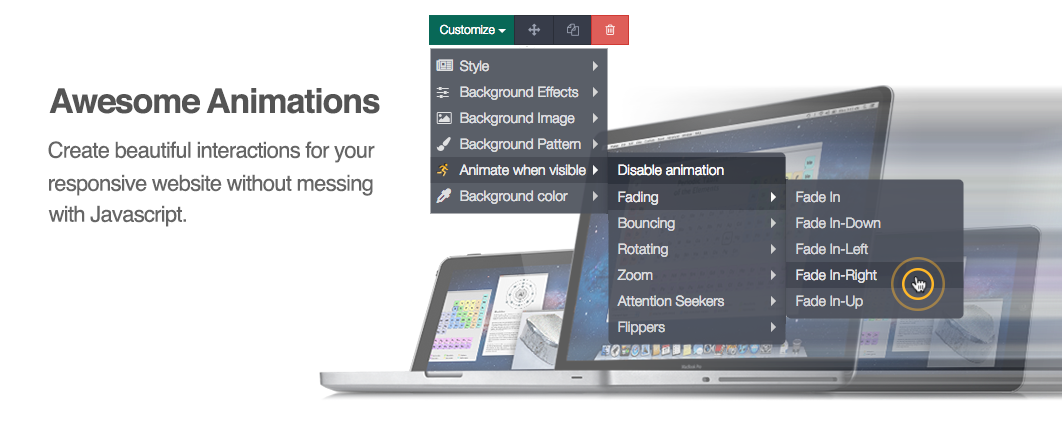 Customize
Style
Background Effects
Background Image
Background Pattern
Animate when visible
Background color
Disable animation
Fading
Bouncing
Rotating
Zoom
Attention Seekers
Flippers
Fade In
Fade In-Down
Fade In-Left
Fade In-Right
Fade In-Up
Awesome Animations
Create beautiful interactions for your
responsive website without messing
with Javascript.
MacBook Pro